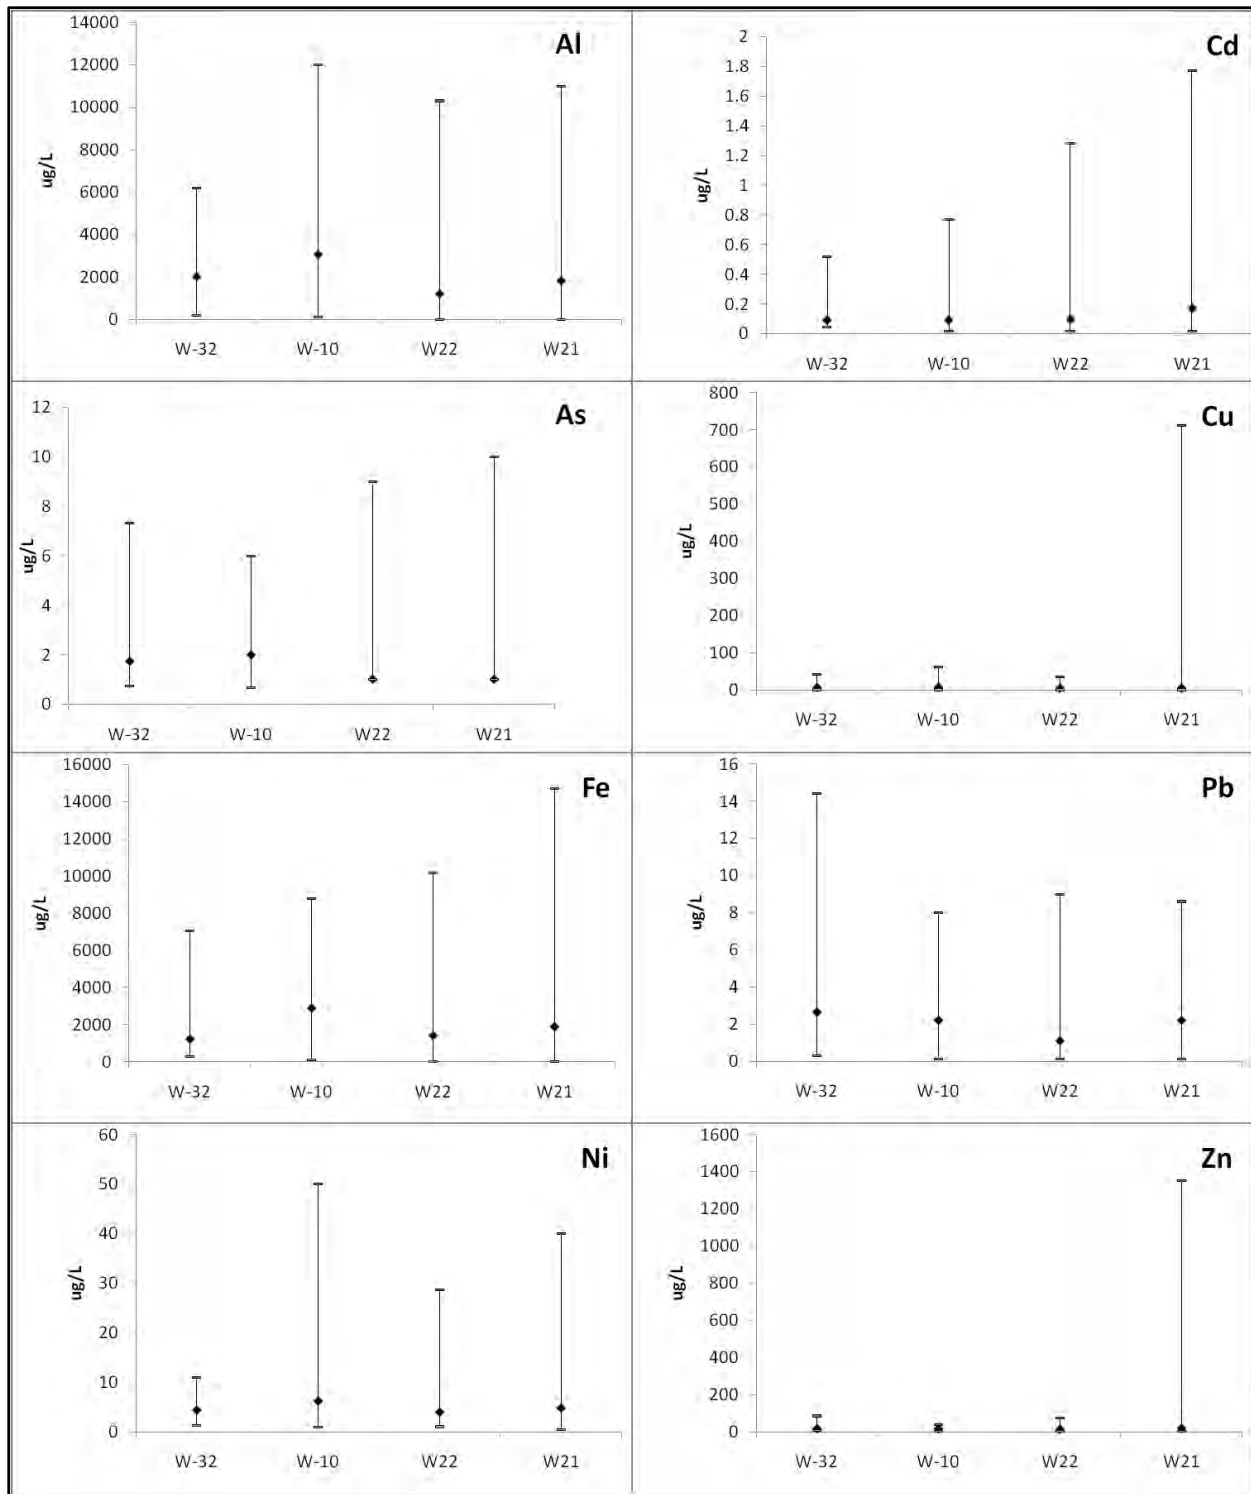 Al
14000
12000
10000
8000
6000
4000
2000
0
ug/L
W-32 W-10 W22 W21
Cd
2
1.8
1.6
1.4
1.2
1
0.8
0.6
0.4
0.2
0
ug/L
W-32 W-10 W22 W21
As
12
10
8
6
4
2
0
ug/L
W-32 W-10 W22 W21
Cu
800
700
600
500
400
300
200
100
0
ug/L
W-32 W-10 W22 W21
Fe
16000
14000
12000
10000
8000
6000
4000
2000
0
ug/L
W-32 W-10 W22 W21
Pb
16
14
12
10
8
6
4
2
0
ug/L
W-32 W-10 W22 W21
Ni
60
50
40
30
20
10
0
ug/L
W-32 W-10 W22 W21
Zn
1600
1400
1200
1000
800
600
400
200
0
ug/L
W-32 W-10 W22 W21